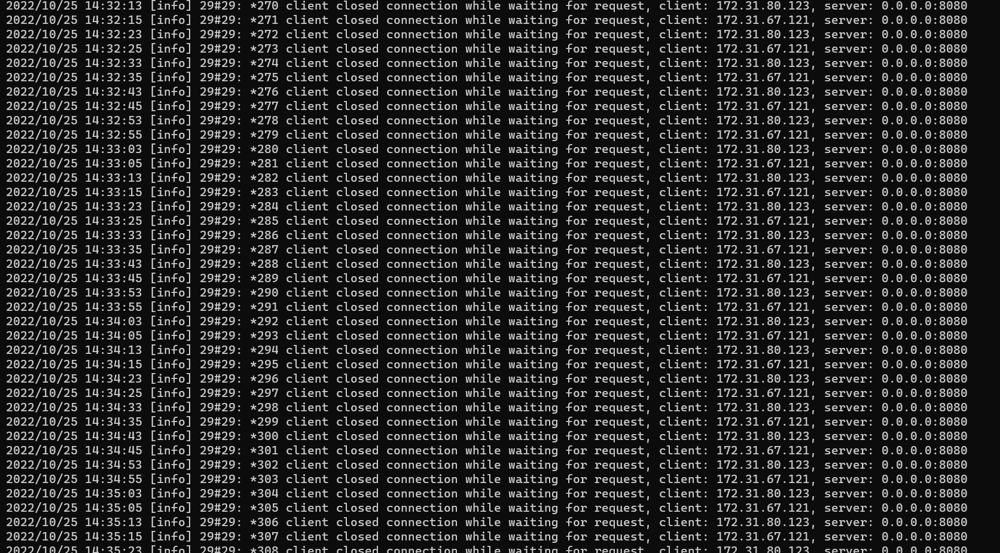 2022/10/25 14:32:13 [info] 29#29: *270 client closed connection while waiting for request, client: 172.31.80.123, server: 0.0.0.0:8080
2022/10/25 14:32:15 [info] 29#29: *271 client closed connection while waiting for request, client: 172.31.67.121, server: 0.0.0.0:8080
2022/10/25 14:32:23 [info] 29#29: *272 client closed connection while waiting for request, client: 172.31.80.123, server: 0.0.0.0:8080
2022/10/25 14:32:25 [info] 29#29: *273 client closed connection while waiting for request, client: 172.31.67.121, server: 0.0.0.0:8080
2022/10/25 14:32:33 [info] 29#29: *274 client closed connection while waiting for request, client: 172.31.80.123, server: 0.0.0.0:8080
2022/10/25 14:32:35 [info] 29#29: *275 client closed connection while waiting for request, client: 172.31.67.121, server: 0.0.0.0:8080
2022/10/25 14:32:43 [info] 29#29: *276 client closed connection while waiting for request, client: 172.31.80.123, server: 0.0.0.0:8080
2022/10/25 14:32:45 [info] 29#29: *277 client closed connection while waiting for request, client: 172.31.67.121, server: 0.0.0.0:8080
2022/10/25 14:32:53 [info] 29#29: *278 client closed connection while waiting for request, client: 172.31.80.123, server: 0.0.0.0:8080
2022/10/25 14:32:55 [info] 29#29: *279 client closed connection while waiting for request, client: 172.31.67.121, server: 0.0.0.0:8080
2022/10/25 14:33:03 [info] 29#29: *280 client closed connection while waiting for request, client: 172.31.80.123, server: 0.0.0.0:8080
2022/10/25 14:33:05 [info] 29#29: *281 client closed connection while waiting for request, client: 172.31.67.121, server: 0.0.0.0:8080
2022/10/25 14:33:13 [info] 29#29: *282 client closed connection while waiting for request, client: 172.31.80.123, server: 0.0.0.0:8080
2022/10/25 14:33:15 [info] 29#29: *283 client closed connection while waiting for request, client: 172.31.67.121, server: 0.0.0.0:8080
2022/10/25 14:33:23 [info] 29#29: *284 client closed connection while waiting for request, client: 172.31.80.123, server: 0.0.0.0:8080
2022/10/25 14:33:25 [info] 29#29: *285 client closed connection while waiting for request, client: 172.31.67.121, server: 0.0.0.0:8080
2022/10/25 14:33:33 [info] 29#29: *286 client closed connection while waiting for request, client: 172.31.80.123, server: 0.0.0.0:8080
2022/10/25 14:33:35 [info] 29#29: *287 client closed connection while waiting for request, client: 172.31.67.121, server: 0.0.0.0:8080
2022/10/25 14:33:43 [info] 29#29: *288 client closed connection while waiting for request, client: 172.31.80.123, server: 0.0.0.0:8080
2022/10/25 14:33:45 [info] 29#29: *289 client closed connection while waiting for request, client: 172.31.67.121, server: 0.0.0.0:8080
2022/10/25 14:33:53 [info] 29#29: *290 client closed connection while waiting for request, client: 172.31.80.123, server: 0.0.0.0:8080
2022/10/25 14:33:55 [info] 29#29: *291 client closed connection while waiting for request, client: 172.31.67.121, server: 0.0.0.0:8080
2022/10/25 14:34:03 [info] 29#29: *292 client closed connection while waiting for request, client: 172.31.80.123, server: 0.0.0.0:8080
2022/10/25 14:34:05 [info] 29#29: *293 client closed connection while waiting for request, client: 172.31.67.121, server: 0.0.0.0:8080
2022/10/25 14:34:13 [info] 29#29: *294 client closed connection while waiting for request, client: 172.31.80.123, server: 0.0.0.0:8080
2022/10/25 14:34:15 [info] 29#29: *295 client closed connection while waiting for request, client: 172.31.67.121, server: 0.0.0.0:8080
2022/10/25 14:34:23 [info] 29#29: *296 client closed connection while waiting for request, client: 172.31.80.123, server: 0.0.0.0:8080
2022/10/25 14:34:25 [info] 29#29: *297 client closed connection while waiting for request, client: 172.31.67.121, server: 0.0.0.0:8080
2022/10/25 14:34:33 [info] 29#29: *298 client closed connection while waiting for request, client: 172.31.80.123, server: 0.0.0.0:8080
2022/10/25 14:34:35 [info] 29#29: *299 client closed connection while waiting for request, client: 172.31.67.121, server: 0.0.0.0:8080
2022/10/25 14:34:43 [info] 29#29: *300 client closed connection while waiting for request, client: 172.31.80.123, server: 0.0.0.0:8080
2022/10/25 14:34:45 [info] 29#29: *301 client closed connection while waiting for request, client: 172.31.67.121, server: 0.0.0.0:8080
2022/10/25 14:34:53 [info] 29#29: *302 client closed connection while waiting for request, client: 172.31.80.123, server: 0.0.0.0:8080
2022/10/25 14:34:55 [info] 29#29: *303 client closed connection while waiting for request, client: 172.31.67.121, server: 0.0.0.0:8080
2022/10/25 14:35:03 [info] 29#29: *304 client closed connection while waiting for request, client: 172.31.80.123, server: 0.0.0.0:8080
2022/10/25 14:35:05 [info] 29#29: *305 client closed connection while waiting for request, client: 172.31.67.121, server: 0.0.0.0:8080
2022/10/25 14:35:13 [info] 29#29: *306 client closed connection while waiting for request, client: 172.31.80.123, server: 0.0.0.0:8080
2022/10/25 14:35:15 [info] 29#29: *307 client closed connection while waiting for request, client: 172.31.67.121, server: 0.0.0.0:8080
2022/10/25 14:35:23 [info] 29#29: *308 client closed connection while waiting for request, client: 172.31.80.123, server: 0.0.0.0:8080